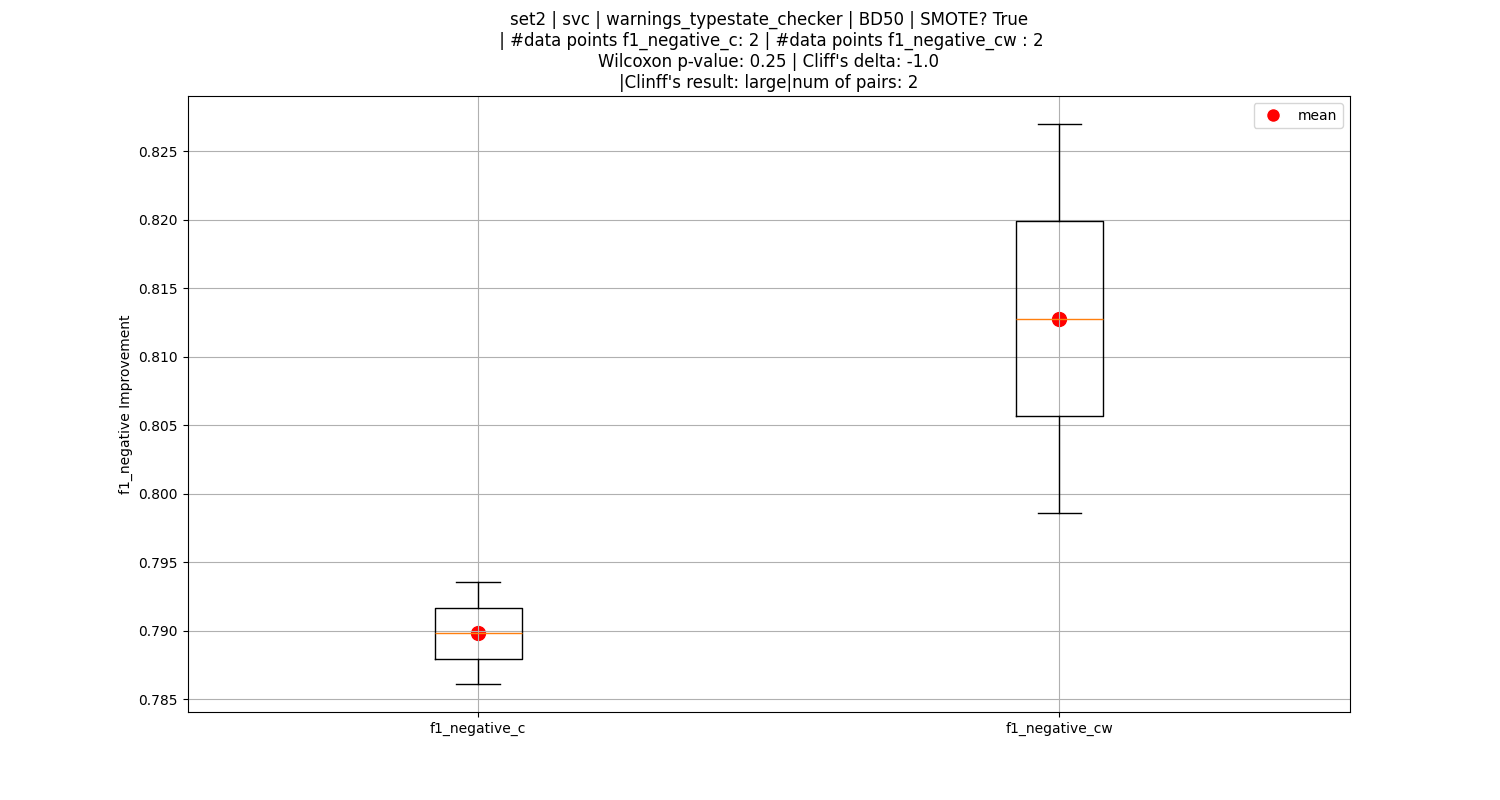 set2 | svc | warnings_typestate_checker | BD50 | SMOTE? True
| #data points f1_negative_c: 2 | #data points f1_negative_cw : 2
Wilcoxon p-value: 0.25 | Cliff's delta: -1.0
|Clinff's result: large|num of pairs: 2
mean
0.825
0.820
0.815
0.810
0.805
0.800
0.795
0.790
0.785
f1_negative Improvement
f1_negative_c
f1_negative_cw